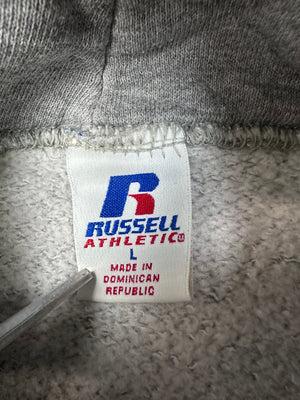 R
RUSSELL
ATHLETIC®
L
MADE IN
DOMINICAN
REPUBLIC